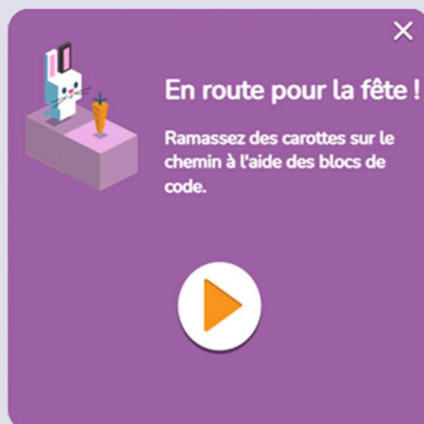 En route pour la fête !
Ramassez des carottes sur le
chemin à l'aide des blocs de
code.